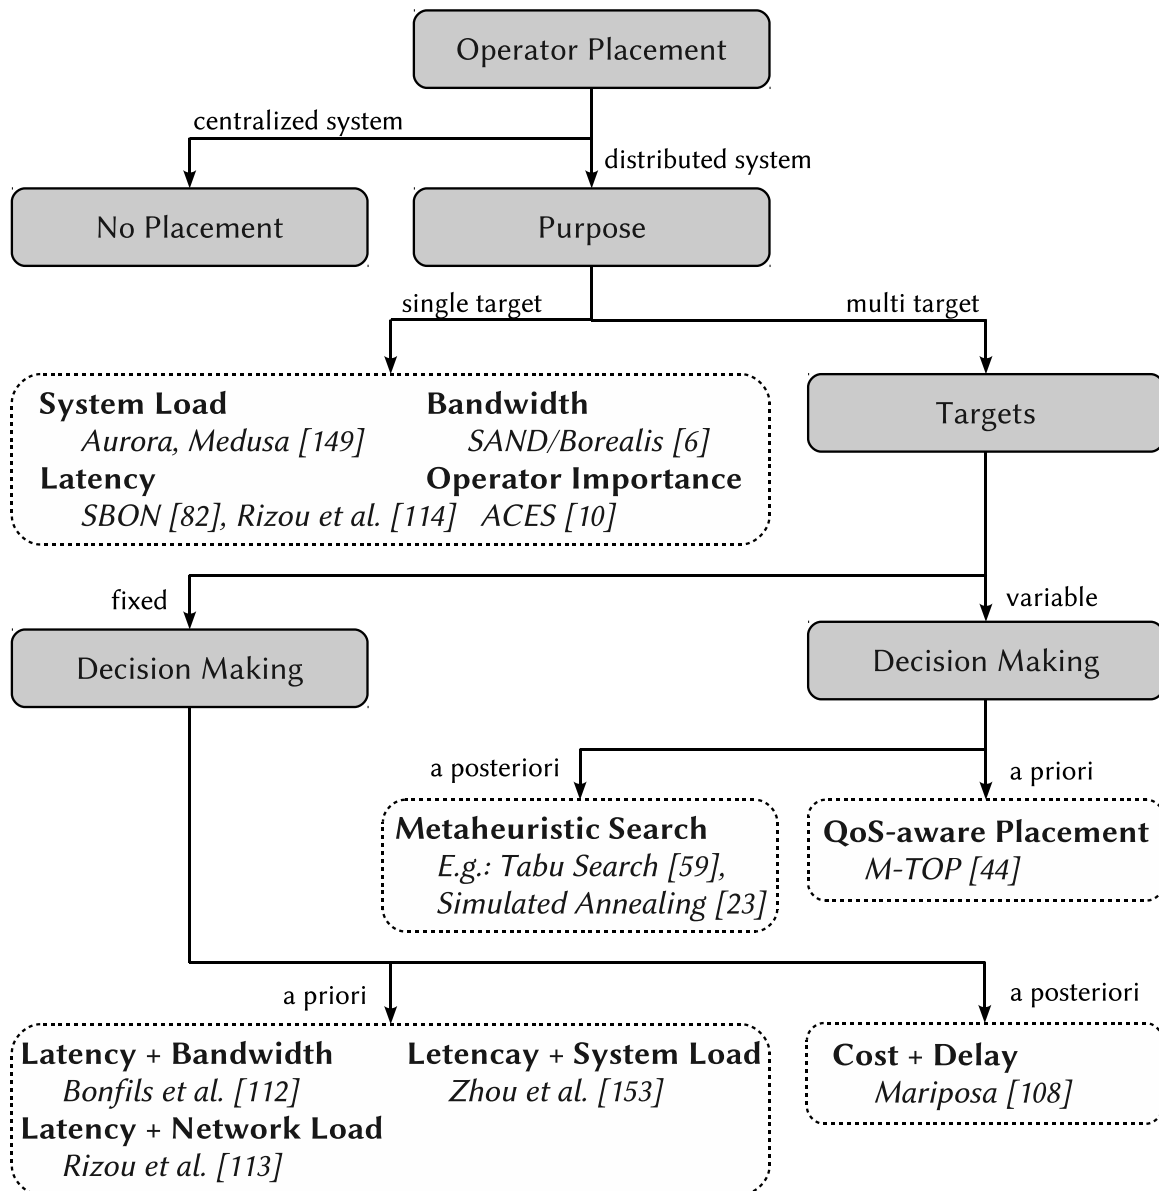 Operator Placement
centralized system
distributed system
No Placement
Purpose
single target
multi target
System Load
Aurora, Medusa [149]
Latency
SBON [82], Rizou et al. [114]
Bandwidth
SAND/Borealis [6]
Operator Importance
ACES [10]
Targets
fixed
variable
Decision Making
Decision Making
a posteriori
a priori
Metaheuristic Search
E.g.: Tabu Search [59],
Simulated Annealing [23]
QoS-aware Placement
M-TOP [44]
a priori
a posteriori
Latency + Bandwidth
Bonfils et al. [112]
Latency + Network Load
Rizou et al. [113]
Letencay + System Load
Zhou et al. [153]
Cost + Delay
Mariposa [108]